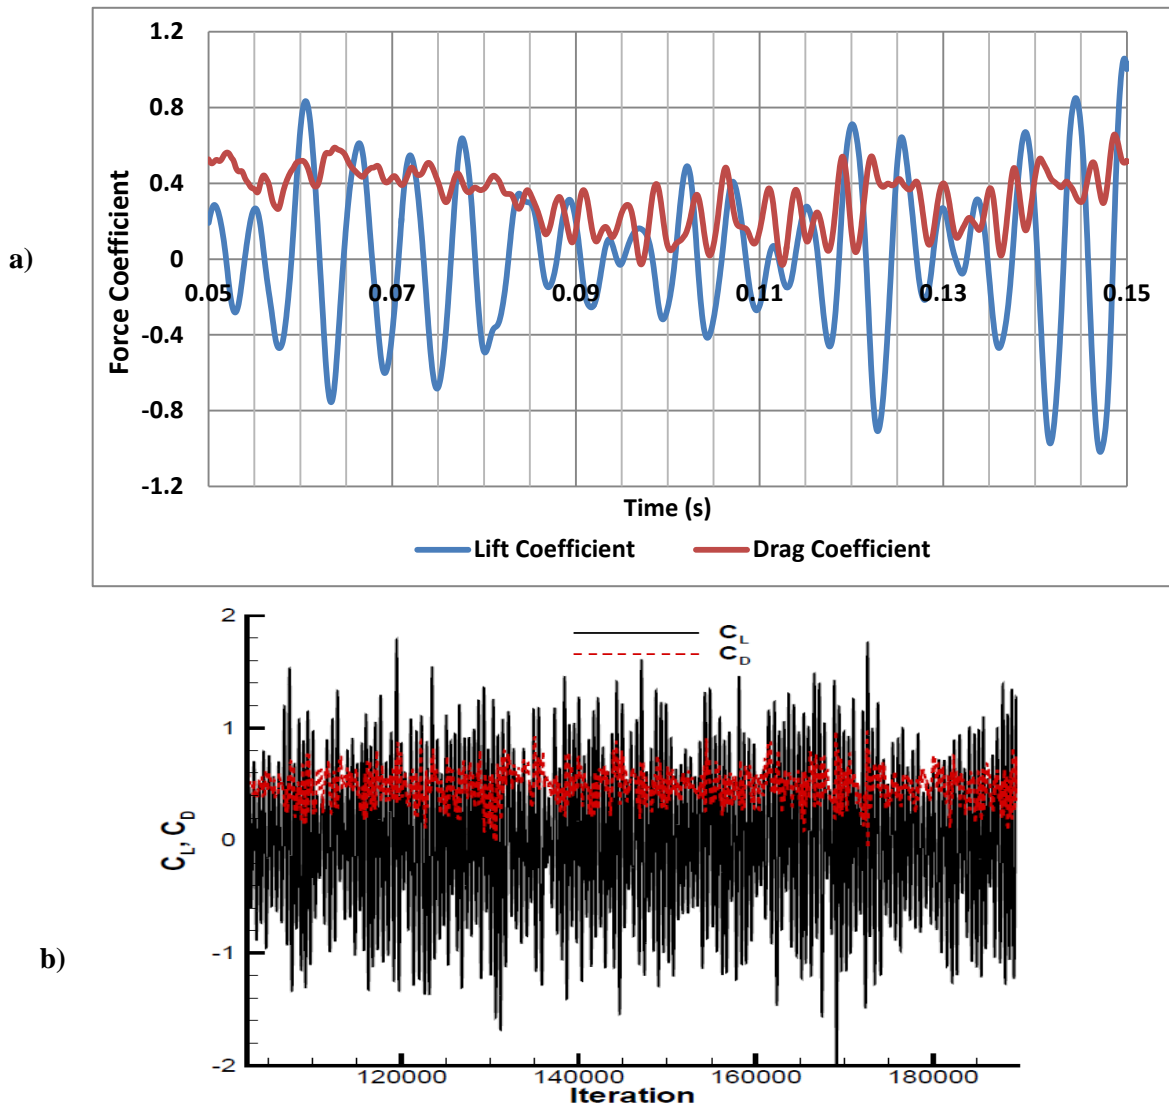 a)
Force Coefficient
1.2
0.8
0.4
0
-0.4
-0.8
-1.2
0.05 0.07 0.09 0.11 0.13 0.15
Time (s)
Lift Coefficient Drag Coefficient
b)
C_L, C_D
2
1
0
-1
-2
C_L
C_D
120000 140000 160000 180000
Iteration